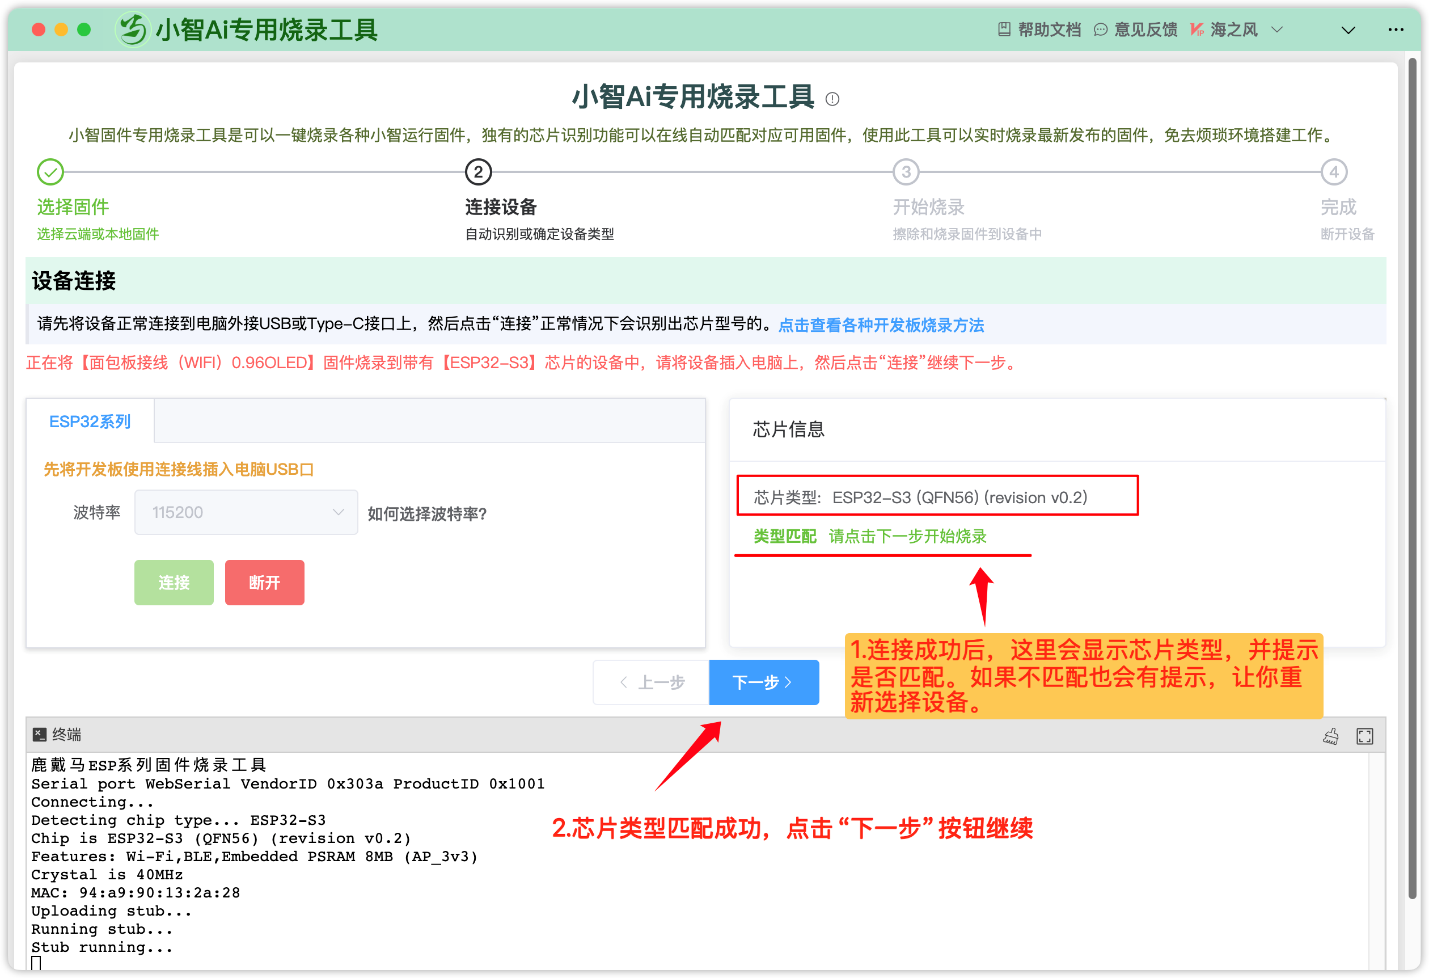 小智Ai专用烧录工具
帮助文档 意见反馈 海之风
小智Ai专用烧录工具
小智固件专用烧录工具是可以一键烧录各种小智运行固件，独有的芯片识别功能可以在线自动匹配对应可用固件，使用此工具可以实时烧录最新发布的固件，免去烦琐环境搭建工作。
2 3 4
选择固件 连接设备 开始烧录 完成
选择云端或本地固件 自动识别或确定设备类型 擦除和烧录固件到设备中 断开设备
设备连接
请先将设备正常连接到电脑外接USB或Type-C接口上，然后点击“连接”正常情况下会识别出芯片型号的。点击查看各种开发板烧录方法
正在将【面包板接线（WIFI）0.96OLED】固件烧录到带有【ESP32-S3】芯片的设备中，请将设备插入电脑上，然后点击“连接”继续下一步。
ESP32系列
先将开发板使用连接线插入电脑USB口
波特率 115200 如何选择波特率?
连接 断开
芯片信息
芯片类型: ESP32-S3 (QFN56) (revision v0.2)
类型匹配 请点击下一步开始烧录
1.连接成功后，这里会显示芯片类型，并提示
是否匹配。如果不匹配也会有提示，让你重
新选择设备。
上一步 下一步
终端
鹿戴马ESP系列固件烧录工具
Serial port WebSerial VendorID 0x303a ProductID 0x1001
Connecting...
Detecting chip type... ESP32-S3
Chip is ESP32-S3 (QFN56) (revision v0.2)
Features: Wi-Fi,BLE,Embedded PSRAM 8MB (AP_3v3)
Crystal is 40MHz
MAC: 94:a9:90:13:2a:28
Uploading stub...
Running stub...
Stub running...
2.芯片类型匹配成功，点击 “下一步” 按钮继续